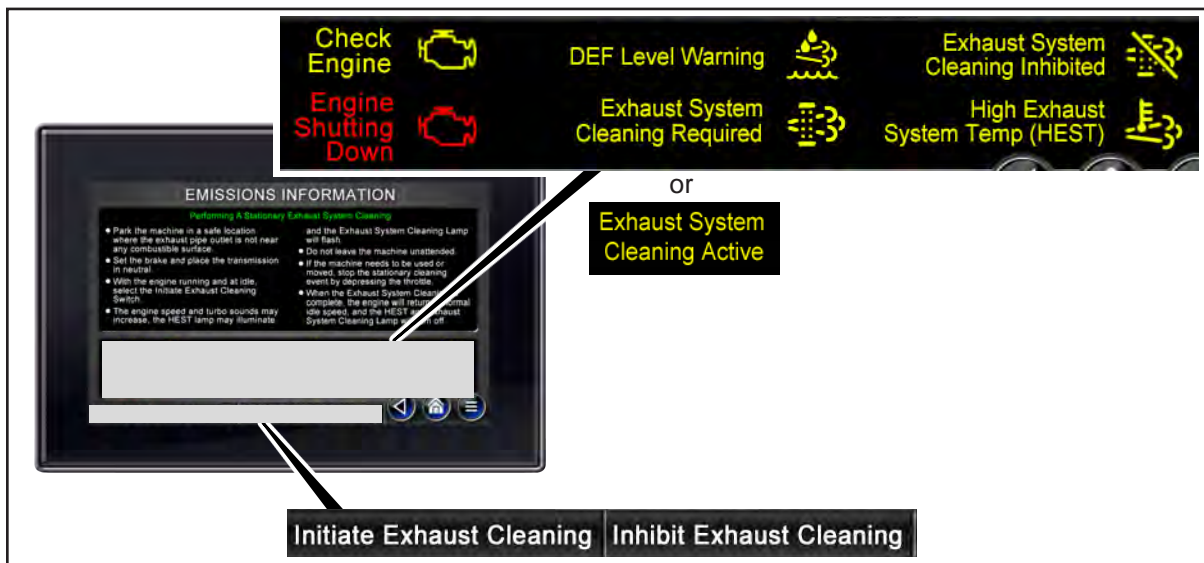 Check
Engine
DEF Level Warning
Exhaust System
Cleaning Inhibited
Engine
Shutting
Down
Exhaust System
Cleaning Required
High Exhaust
System Temp (HEST)
or
Exhaust System
Cleaning Active
EMISSIONS INFORMATION
Performing A Stationary Exhaust System Cleaning
● Park the machine in a safe location
where the exhaust pipe outlet is not near
any combustible surface.
● Set the brake and place the transmission
in neutral.
● With the engine running and at idle,
select the Initiate Exhaust Cleaning
Switch.
● The engine speed and turbo sounds may
increase, the HEST lamp may illuminate
and the Exhaust System Cleaning Lamp
will flash.
● Do not leave the machine unattended.
● If the machine needs to be used or
moved, stop the stationary cleaning
event by depressing the throttle.
● When the Exhaust System Cleaning
complete, the engine will return normal
idle speed, and the HEST and Exhaust
System Cleaning Lamp will turn off.
Initiate Exhaust Cleaning
Inhibit Exhaust Cleaning